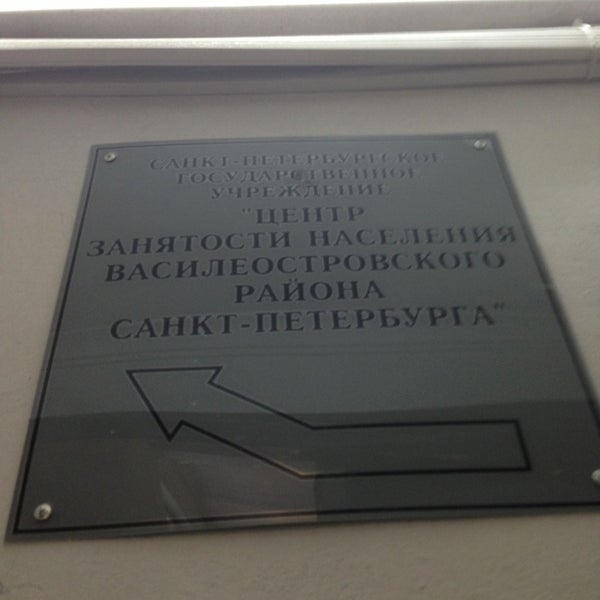 САНКТ-ПЕТЕРБУРГСКОЕ
ГОСУДАРСТВЕННОЕ
УЧРЕЖДЕНИЕ
"ЦЕНТР
ЗАНЯТОСТИ НАСЕЛЕНИЯ
ВАСИЛЕОСТРОВСКОГО
РАЙОНА
САНКТ-ПЕТЕРБУРГА"